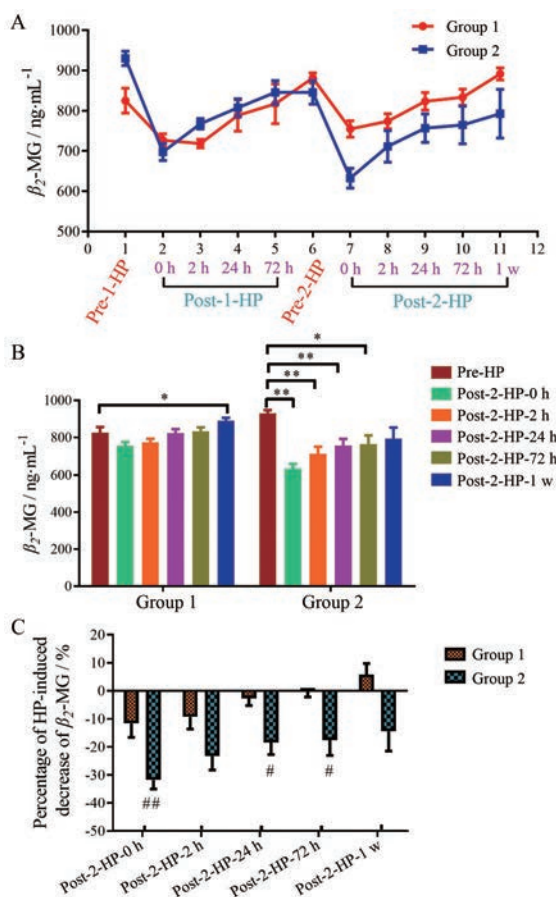 A
Group 1
Group 2
β2-MG / ng·mL⁻¹
1000
900
800
700
600
500
0 1 2 3 4 5 6 7 8 9 10 11 12
Pre-1-HP
0 h 2 h 24 h 72 h
Post-1-HP
Pre-2-HP
0 h 2 h 24 h 72 h 1 w
Post-2-HP
B
β2-MG / ng·mL⁻¹
1000
800
600
400
200
0
*
**
**
**
*
Group 1
Group 2
Pre-HP
Post-2-HP-0 h
Post-2-HP-2 h
Post-2-HP-24 h
Post-2-HP-72 h
Post-2-HP-1 w
C
Percentage of HP-induced
decrease of β2-MG / %
20
10
0
-10
-20
-30
-40
-50
##
#
#
Group 1
Group 2
Post-2-HP-0 h
Post-2-HP-2 h
Post-2-HP-24 h
Post-2-HP-72 h
Post-2-HP-1 w